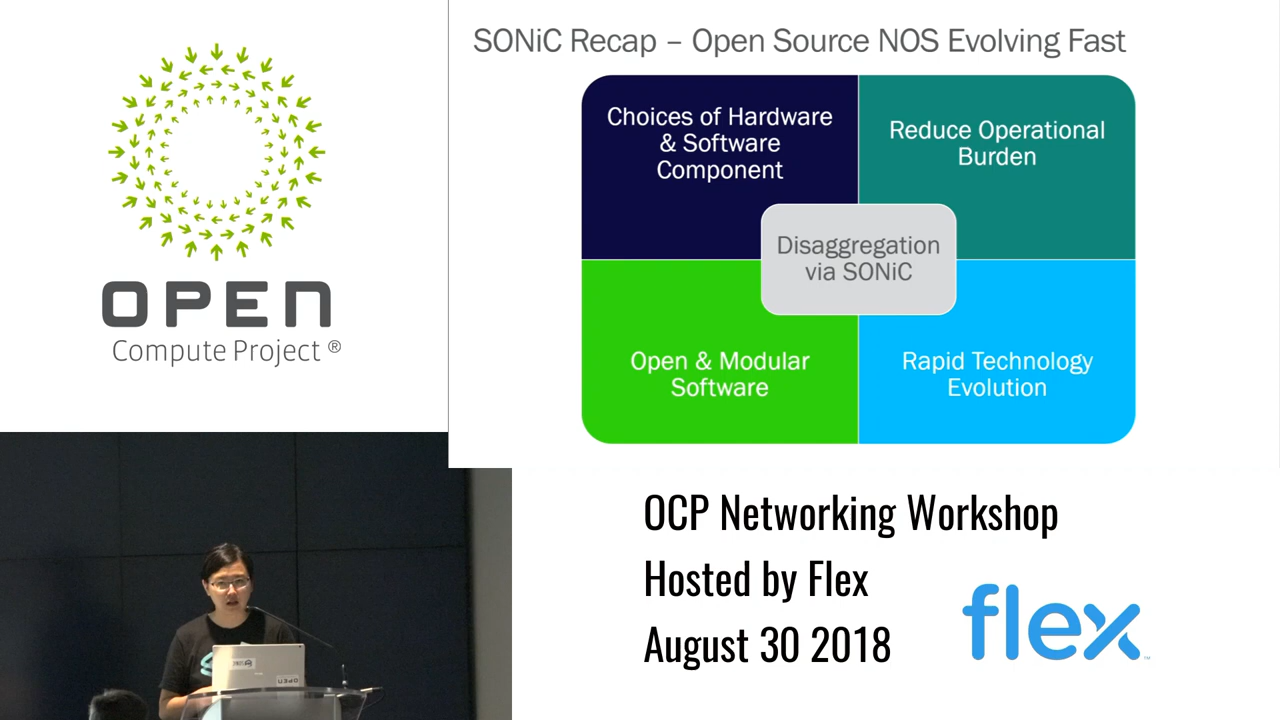 OPEN
Compute Project ®
SONiC Recap – Open Source NOS Evolving Fast
Choices of Hardware
& Software
Component
Reduce Operational
Burden
Disaggregation
via SONiC
Open & Modular
Software
Rapid Technology
Evolution
OCP Networking Workshop
Hosted by Flex
August 30 2018
flex